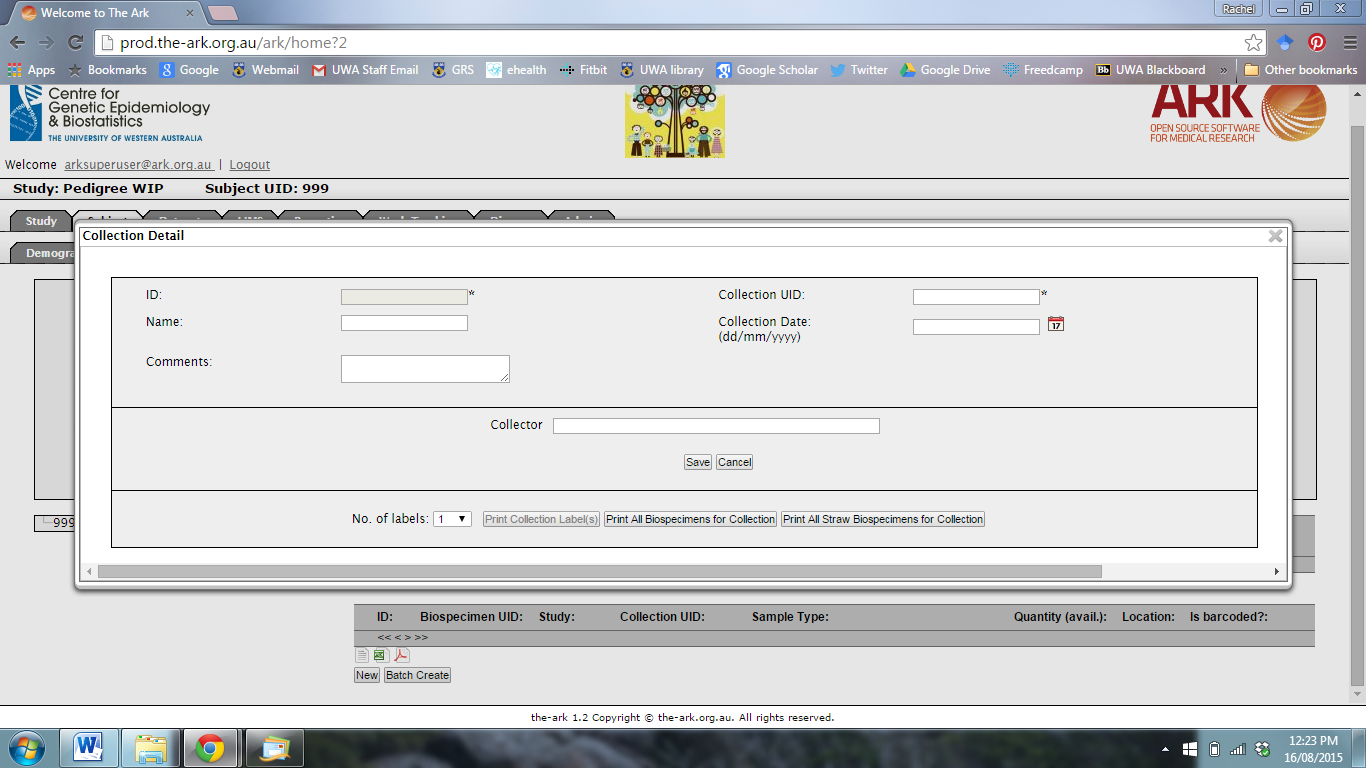 Welcome to The Ark
Rachel
prod.the-ark.org.au/ark/home?2
Apps Bookmarks Google Webmail UWA Staff Email GRS ehealth Fitbit UWA library Google Scholar Twitter Google Drive Freedcamp Bb UWA Blackboard » Other bookmarks
Centre for
Genetic Epidemiology
& Biostatistics
THE UNIVERSITY OF WESTERN AUSTRALIA
ARK
OPEN SOURCE SOFTWARE
FOR MEDICAL RESEARCH
Welcome arksuperuser@ark.org.au | Logout
Study: Pedigree WIP Subject UID: 999
Study
Demogra
Collection Detail
ID: * Collection UID: *
Name: Collection Date:
(dd/mm/yyyy)
17
Comments:
Collector
Save Cancel
No. of labels: 1 Print Collection Label(s) Print All Biospecimens for Collection Print All Straw Biospecimens for Collection
999
ID: Biospecimen UID: Study: Collection UID: Sample Type: Quantity (avail.): Location: Is barcoded?:
<< < > >>
New Batch Create
the-ark 1.2 Copyright © the-ark.org.au. All rights reserved.
12:23 PM
16/08/2015